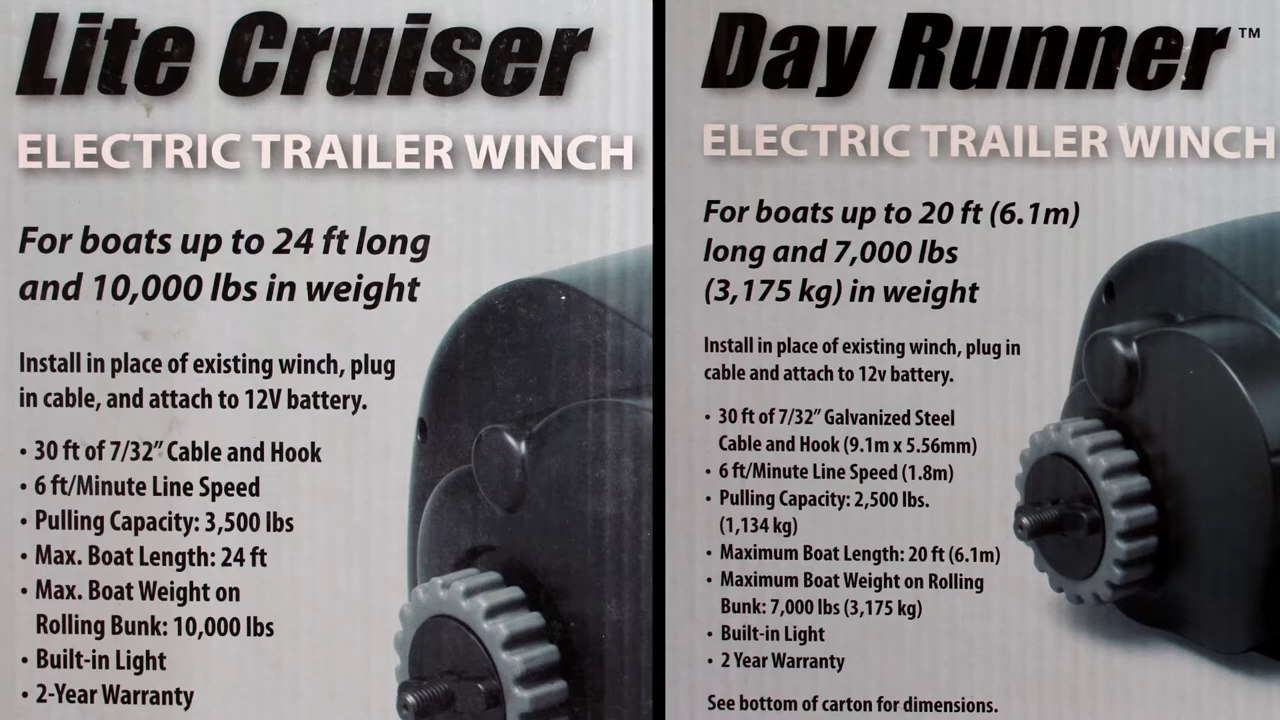 Lite Cruiser
ELECTRIC TRAILER WINCH
For boats up to 24 ft long
and 10,000 lbs in weight
Install in place of existing winch, plug
in cable, and attach to 12V battery.
• 30 ft of 7/32″ Cable and Hook
• 6 ft/Minute Line Speed
• Pulling Capacity: 3,500 lbs
• Max. Boat Length: 24 ft
• Max. Boat Weight on
Rolling Bunk: 10,000 lbs
• Built-in Light
• 2-Year Warranty
Day Runner™
ELECTRIC TRAILER WINCH
For boats up to 20 ft (6.1m)
long and 7,000 lbs
(3,175 kg) in weight
Install in place of existing winch, plug in
cable and attach to 12v battery.
• 30 ft of 7/32″ Galvanized Steel
Cable and Hook (9.1m x 5.56mm)
• 6 ft/Minute Line Speed (1.8m)
• Pulling Capacity: 2,500 lbs.
(1,134 kg)
• Maximum Boat Length: 20 ft (6.1m)
• Maximum Boat Weight on Rolling
Bunk: 7,000 lbs (3,175 kg)
• Built-in Light
• 2 Year Warranty
See bottom of carton for dimensions.